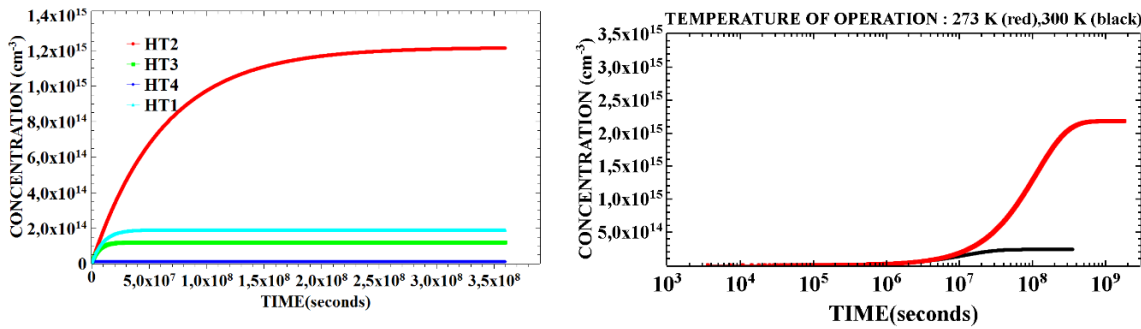 1,4x10^15
1,2x10^15
1,0x10^15
8,0x10^14
6,0x10^14
4,0x10^14
2,0x10^14
0
CONCENTRATION (cm^-3)
HT2
HT3
HT4
HT1
0 5,0x10^7 1,0x10^8 1,5x10^8 2,0x10^8 2,5x10^8 3,0x10^8 3,5x10^8
TIME(seconds)
TEMPERATURE OF OPERATION : 273 K (red),300 K (black)
3,5x10^15
3,0x10^15
2,5x10^15
2,0x10^15
1,5x10^15
1,0x10^15
5,0x10^14
CONCENTRATION (cm^-3)
10^3 10^4 10^5 10^6 10^7 10^8 10^9
TIME(seconds)